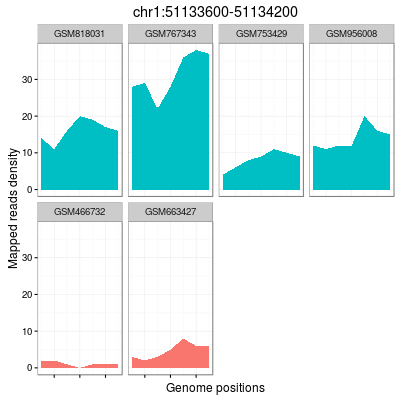 chr1:51133600-51134200
GSM818031 GSM767343 GSM753429 GSM956008
30
20
10
0
GSM466732 GSM663427
30
20
10
0
Mapped reads density
Genome positions